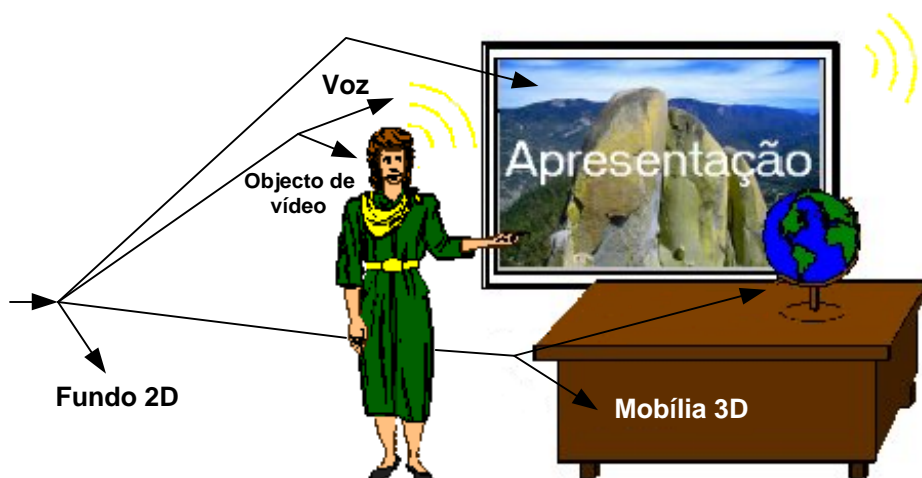 Voz
Apresentação
Objecto de
vídeo
Fundo 2D
Mobília 3D